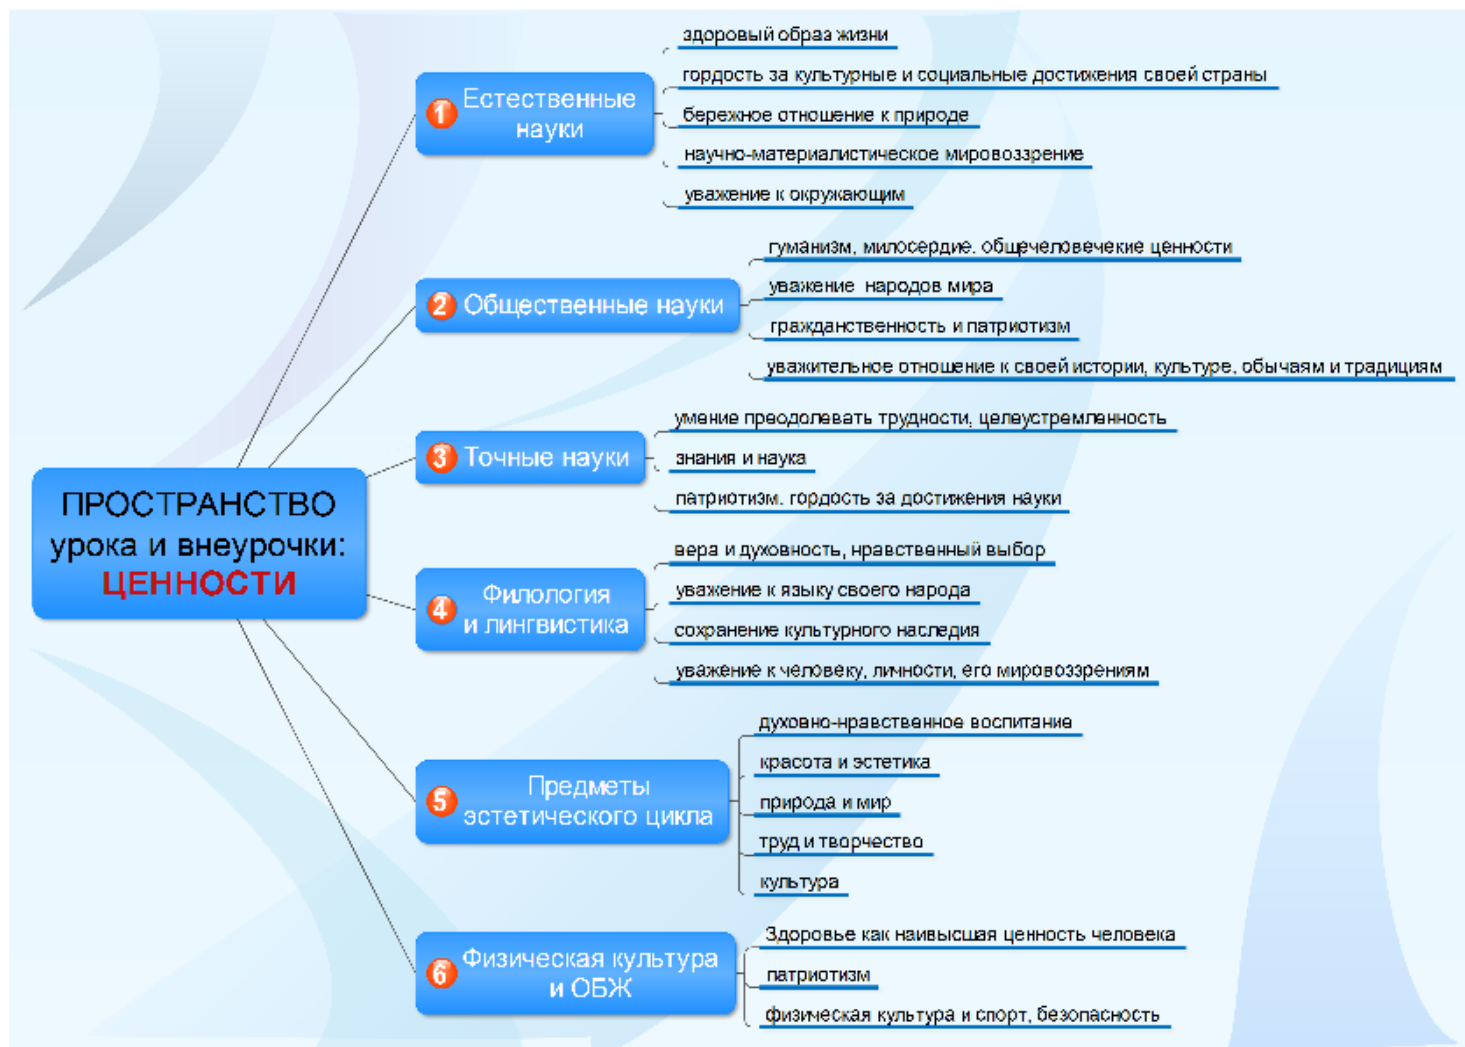 ПРОСТРАНСТВО
урока и внеурочки:
ЦЕННОСТИ
1 Естественные
науки
здоровый образ жизни
гордость за культурные и социальные достижения своей страны
бережное отношение к природе
научно-материалистическое мировоззрение
уважение к окружающим
2 Общественные науки
гуманизм, милосердие. общечеловечекие ценности
уважение народов мира
гражданственность и патриотизм
уважительное отношение к своей истории, культуре, обычаям и традициям
3 Точные науки
умение преодолевать трудности, целеустремленность
знания и наука
патриотизм. гордость за достижения науки
4 Филология
и лингвистика
вера и духовность, нравственный выбор
уважение к языку своего народа
сохранение культурного наследия
уважение к человеку, личности, его мировоззрениям
5 Предметы
эстетического цикла
духовно-нравственное воспитание
красота и эстетика
природа и мир
труд и творчество
культура
6 Физическая культура
и ОБЖ
Здоровье как наивысшая ценность человека
патриотизм
физическая культура и спорт, безопасность